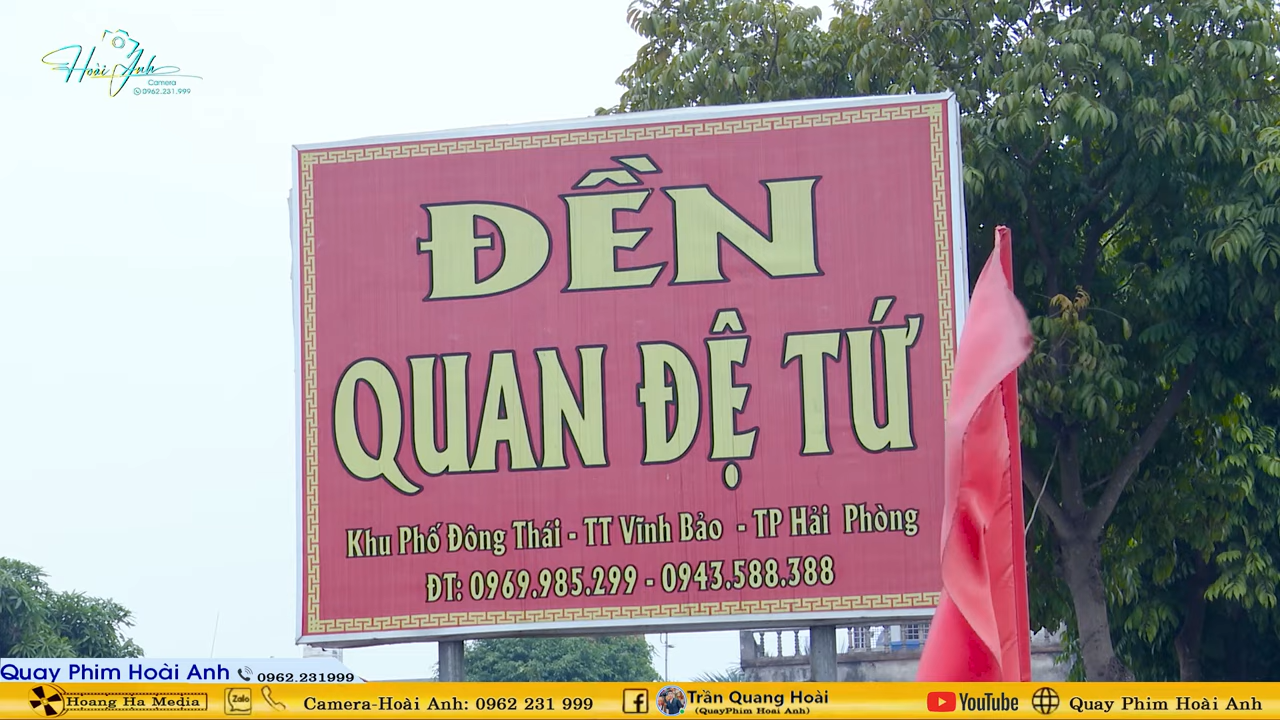 Hoài Anh
Camera
0962.231.999
ĐỀN
QUAN ĐỆ TỨ
Khu Phố Đông Thái - TT Vĩnh Bảo - TP Hải Phòng
ĐT: 0969.985.299 - 0943.588.388
Quay Phim Hoài Anh 0962.231999
Hoang Ha Media Zalo Camera-Hoài Anh: 0962 231 999 Trần Quang Hoài YouTube Quay Phim Hoài Anh
(QuayPhim Hoai Anh)